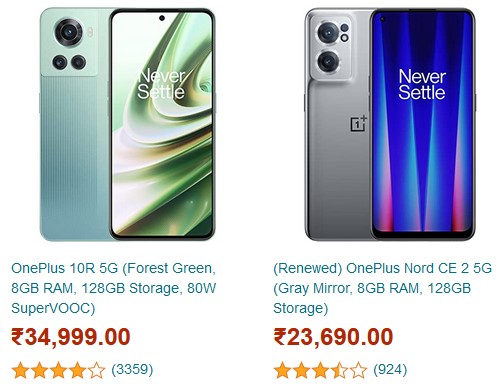 Never
Settle
Never
Settle
1+
OnePlus 10R 5G (Forest Green,
8GB RAM, 128GB Storage, 80W
SuperVOOC)
₹34,999.00
(3359)
(Renewed) OnePlus Nord CE 2 5G
(Gray Mirror, 8GB RAM, 128GB
Storage)
₹23,690.00
(924)